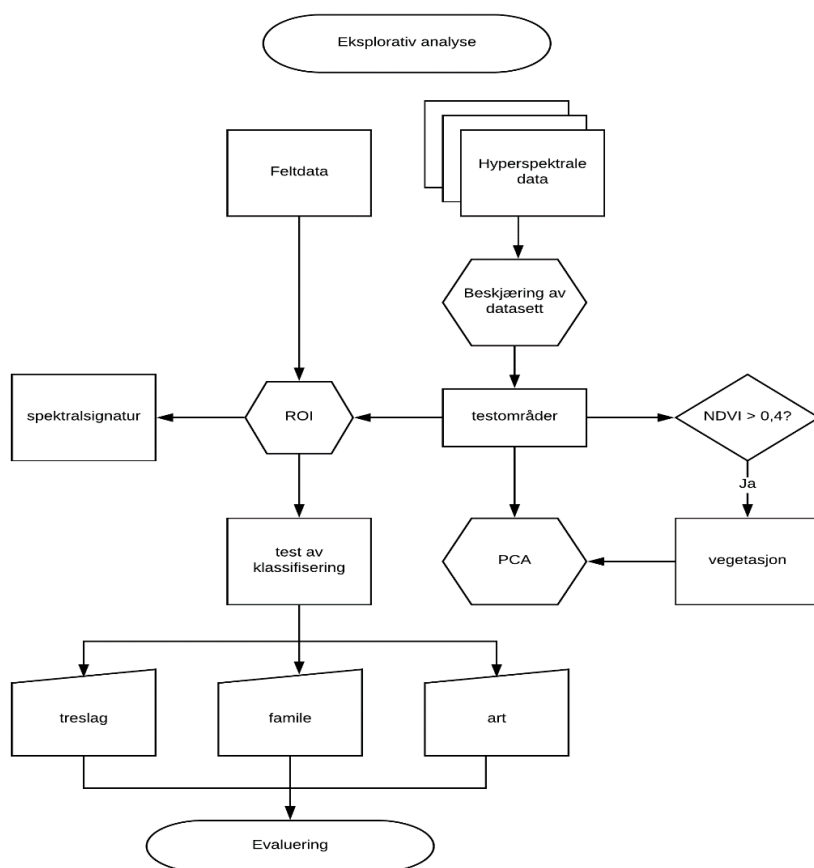 Eksplorativ analyse
Feltdata
Hyperspektrale
data
Beskjæring av
datasett
spektralsignatur
ROI
testområder
NDVI > 0,4?
Ja
test av
klassifisering
PCA
vegetasjon
treslag
famile
art
Evaluering